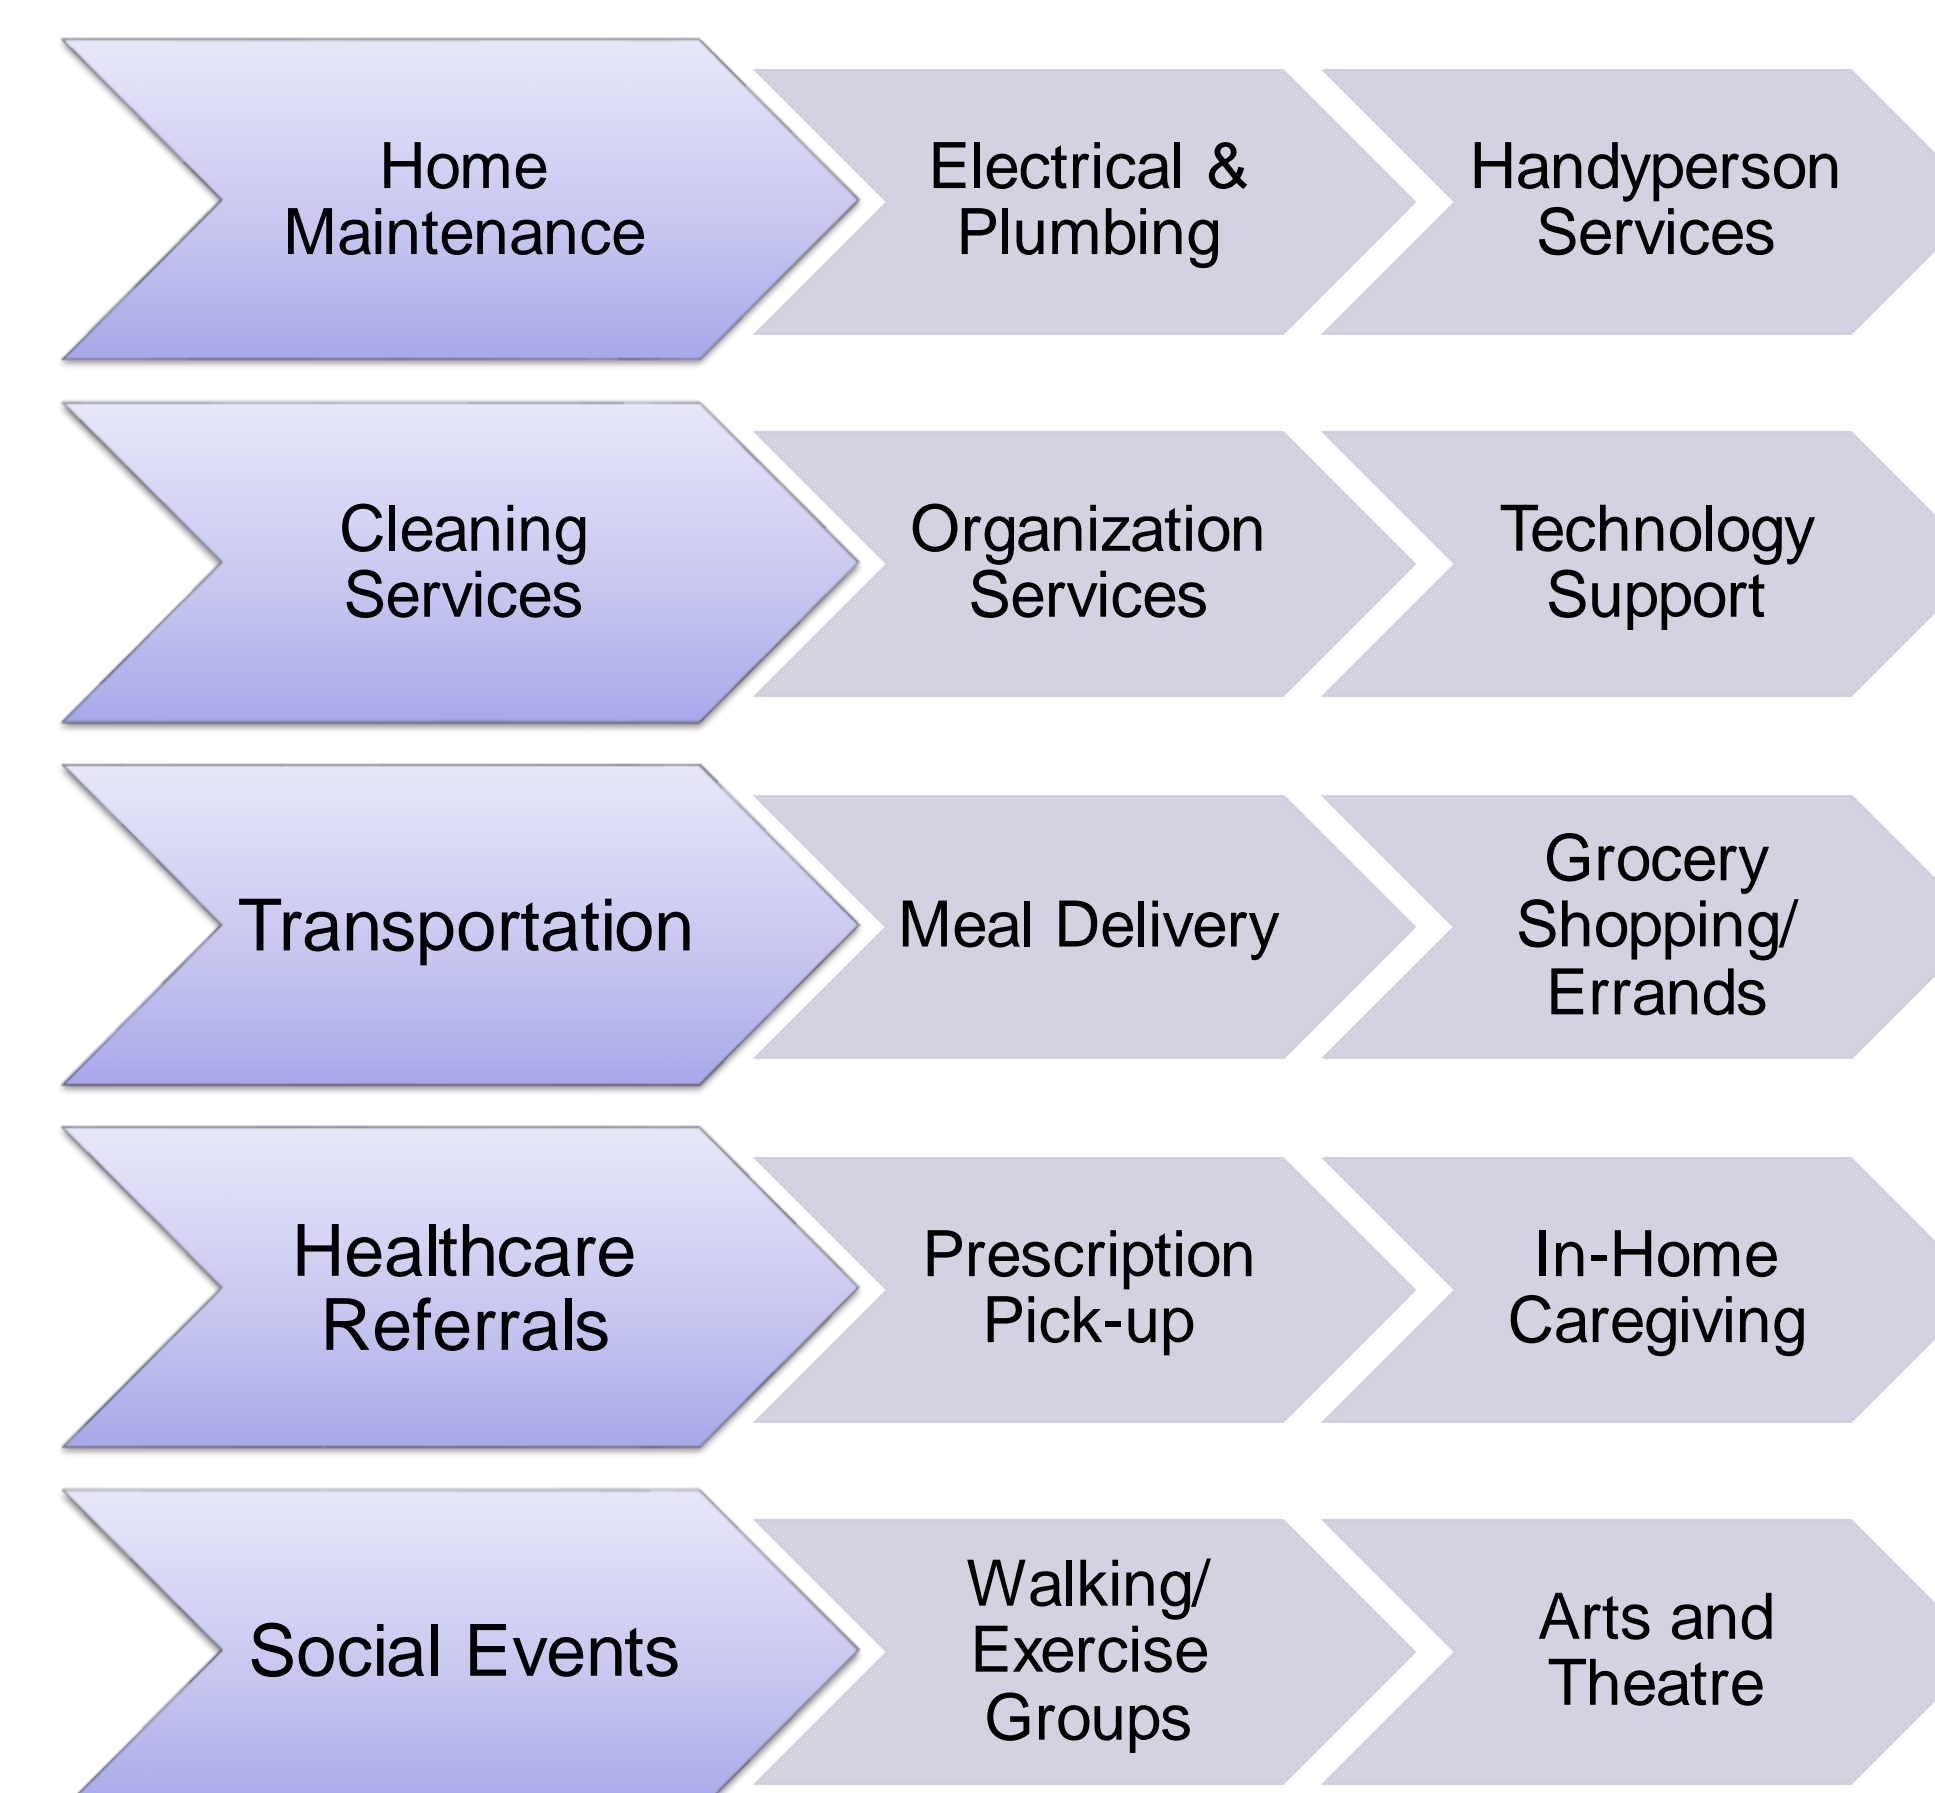 Home
Maintenance
Electrical &
Plumbing
Handyperson
Services
Cleaning
Services
Organization
Services
Technology
Support
Transportation
Meal Delivery
Grocery
Shopping/
Errands
Healthcare
Referrals
Prescription
Pick-up
In-Home
Caregiving
Social Events
Walking/
Exercise
Groups
Arts and
Theatre